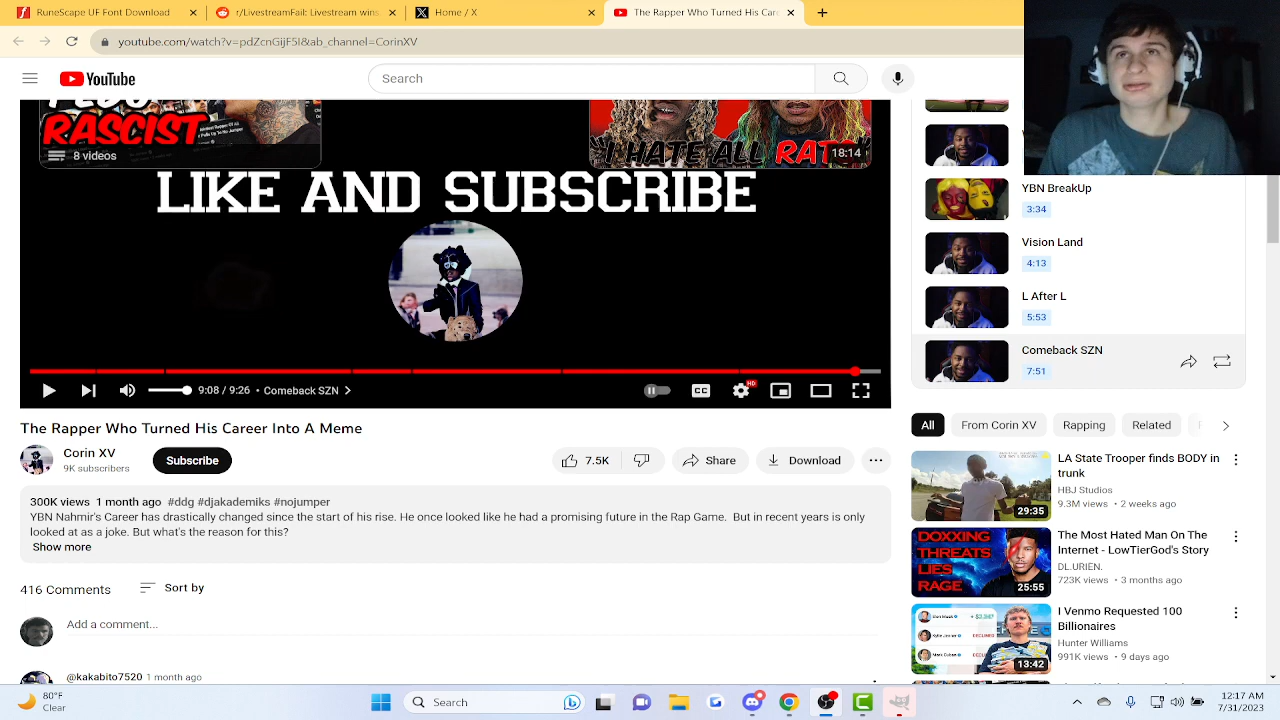 RuneScape UF Font Download
r/LivestreamFail: Livestream wins
Home / X
The Rapper Who Turned His Care
youtube.com/watch?v=pdZcnGijF5I&ab_channel=CorinXV
YouTube
Search
RASCIST
8 videos
RAT
LIKE AND SUBSCRIBE
YBN BreakUp
3:34
Vision Land
4:13
L After L
5:53
Comeback SZN
7:51
9:08 / 9:26 • Comeback SZN
CC
HD
The Rapper Who Turned His Career Into A Meme
Corin XV
9K subscribers
Subscribe
7.5K
Share
Download
300K views 1 month ago #ddg #djakademiks #nojumper
YBN Nahmir's Career has drastically changed since the start of his rise. Hes once looked like he had a promising future in the Rap Game. But in recent years is only
looked at as a joke. But what's the reason for this?
Show more
416 Comments
Sort by
Add a comment...
@kakabito7520 1 month ago
All
From Corin XV
Rapping
Related
LA State Trooper finds BODY in
trunk
HBJ Studios
9.3M views • 2 weeks ago
29:35
DOXXING
THREATS
LIES
RAGE
25:55
The Most Hated Man On The
Internet - LowTierGod's Story
DL.URIEN.
723K views • 3 months ago
13:42
I Venmo Requested 100
Billionaires
Hunter Williams
991K views • 9 days ago
80°F
Clear
Search
12:17 AM
7/31/2023